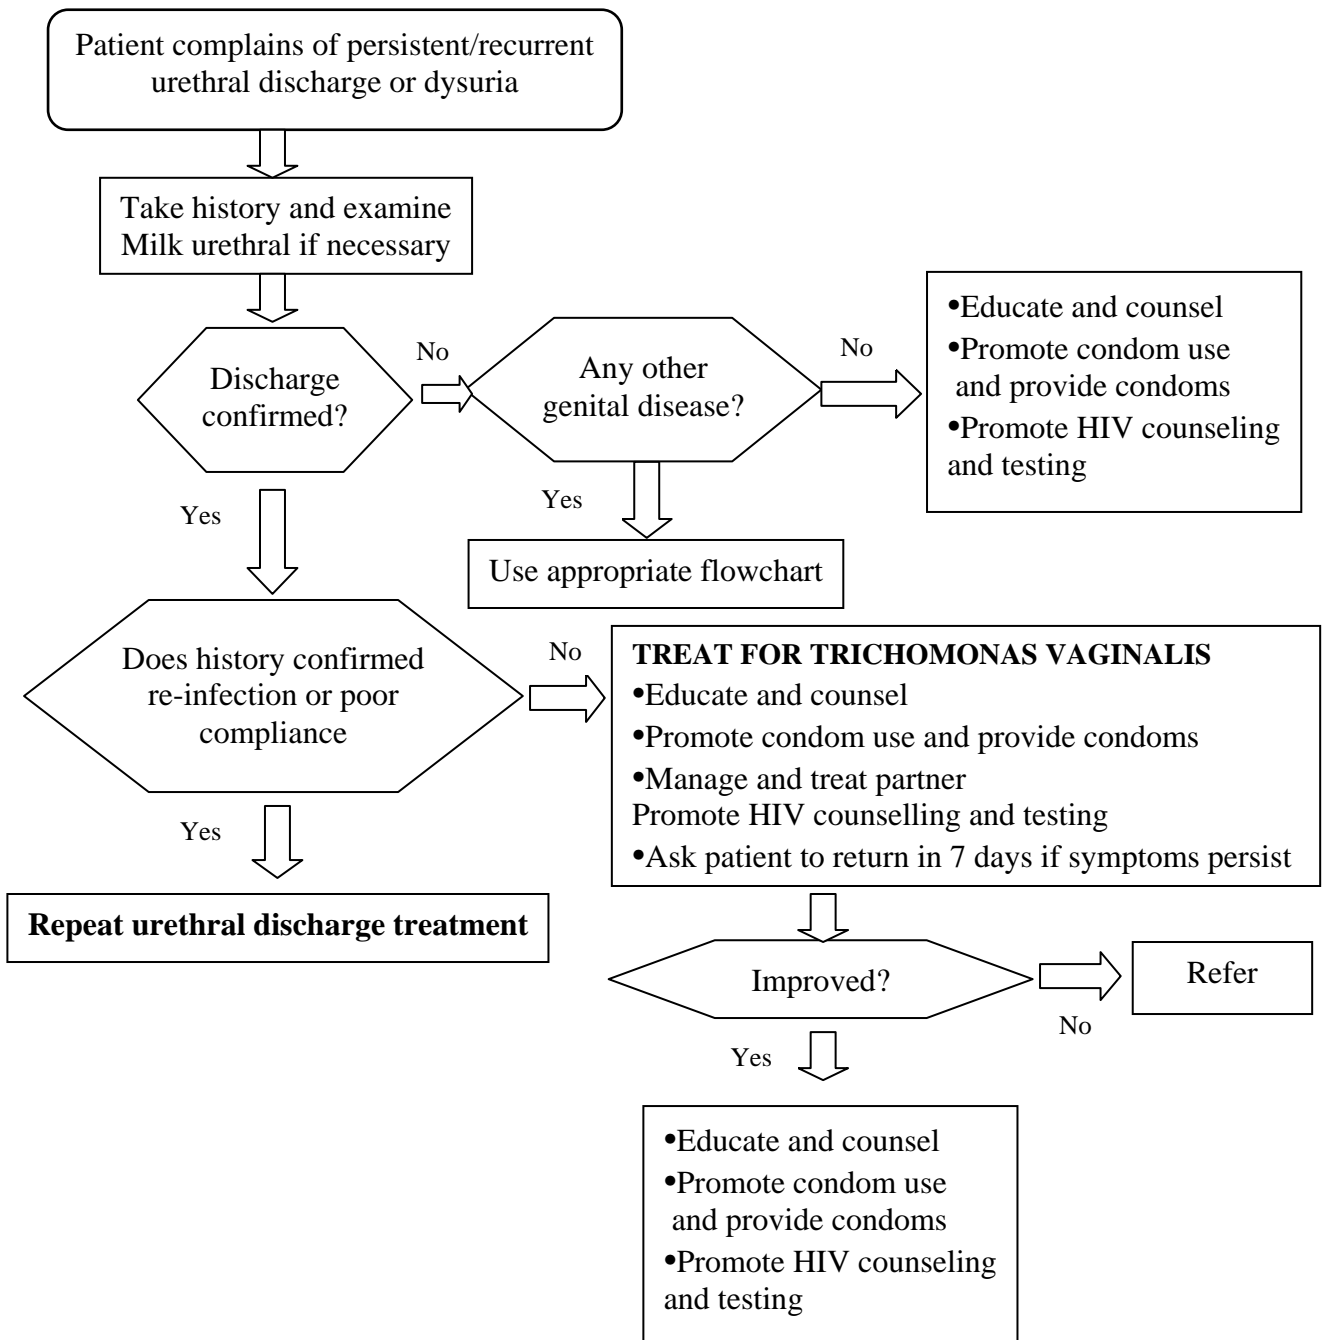 Patient complains of persistent/recurrent
urethral discharge or dysuria
Take history and examine
Milk urethral if necessary
Discharge
confirmed?
No
Any other
genital disease?
No
•Educate and counsel
•Promote condom use
and provide condoms
•Promote HIV counseling
and testing
Yes
Yes
Use appropriate flowchart
Does history confirmed
re-infection or poor
compliance
No
TREAT FOR TRICHOMONAS VAGINALIS
•Educate and counsel
•Promote condom use and provide condoms
•Manage and treat partner
Promote HIV counselling and testing
•Ask patient to return in 7 days if symptoms persist
Yes
Repeat urethral discharge treatment
Improved?
No
Refer
Yes
•Educate and counsel
•Promote condom use
and provide condoms
•Promote HIV counseling
and testing